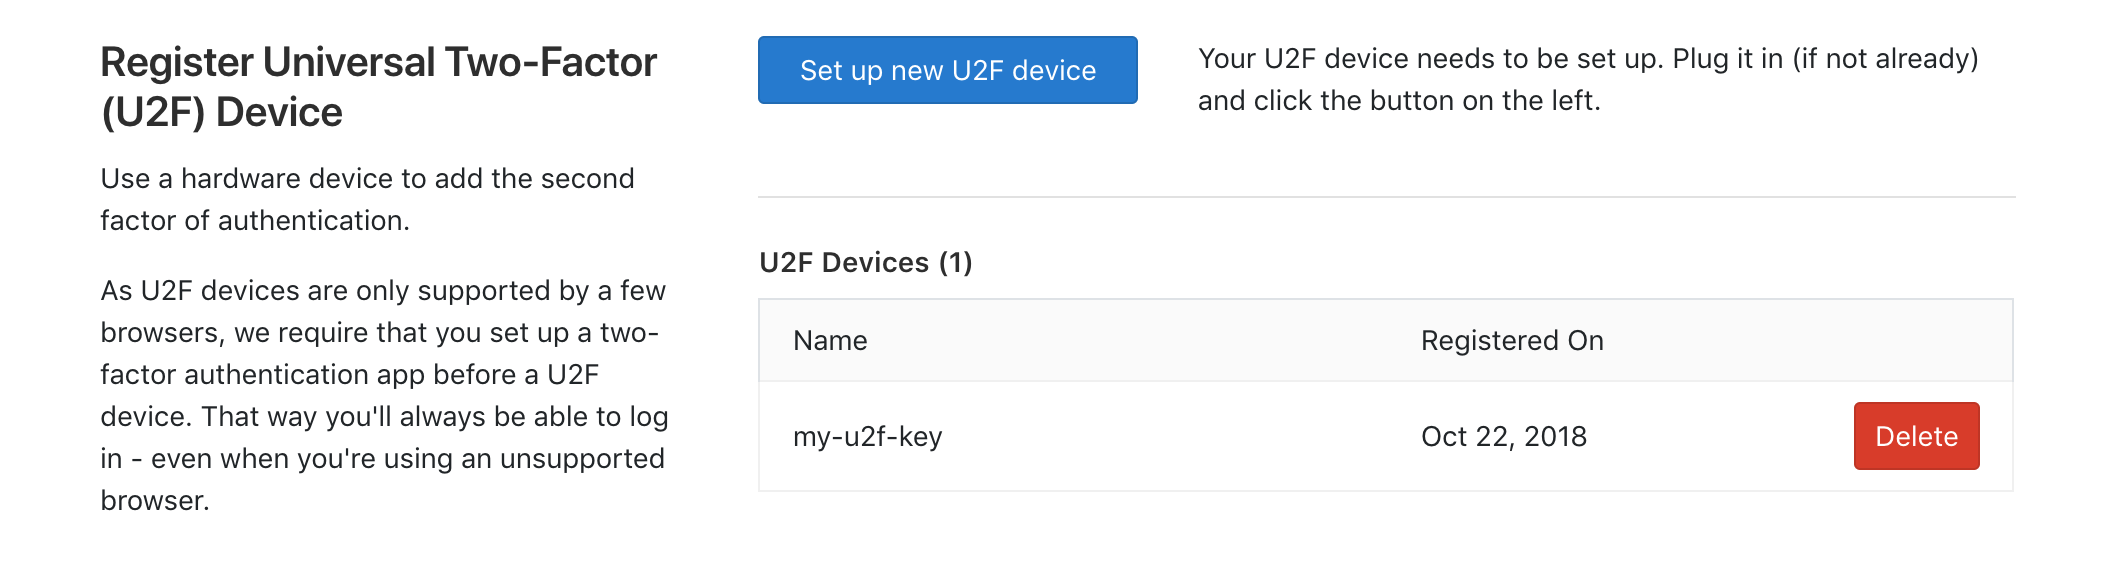 Register Universal Two-Factor
(U2F) Device
Use a hardware device to add the second
factor of authentication.
As U2F devices are only supported by a few
browsers, we require that you set up a two-
factor authentication app before a U2F
device. That way you'll always be able to log
in - even when you're using an unsupported
browser.
Set up new U2F device
Your U2F device needs to be set up. Plug it in (if not already)
and click the button on the left.
U2F Devices (1)
Name Registered On
my-u2f-key Oct 22, 2018 Delete